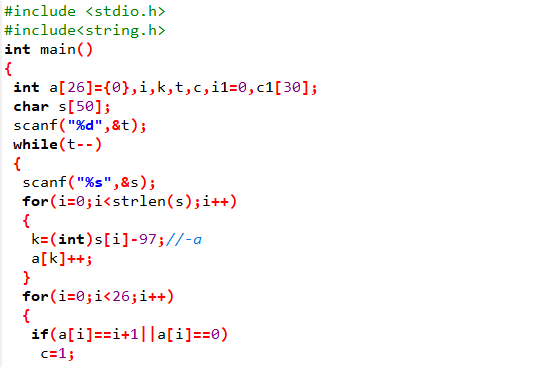 #include <stdio.h>
#include<string.h>
int main()
{
int a[26]={0},i,k,t,c,i1=0,c1[30];
char s[50];
scanf("%d",&t);
while(t--)
{
scanf("%s",&s);
for(i=0;i<strlen(s);i++)
{
k=(int)s[i]-97;//-a
a[k]++;
}
for(i=0;i<26;i++)
{
if(a[i]==i+1||a[i]==0)
c=1;